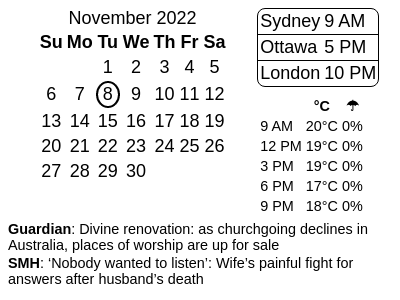 November 2022
Su Mo Tu We Th Fr Sa
1 2 3 4 5
6 7 8 9 10 11 12
13 14 15 16 17 18 19
20 21 22 23 24 25 26
27 28 29 30
Sydney 9 AM
Ottawa 5 PM
London 10 PM
°C ☂
9 AM 20°C 0%
12 PM 19°C 0%
3 PM 19°C 0%
6 PM 17°C 0%
9 PM 18°C 0%
Guardian: Divine renovation: as churchgoing declines in
Australia, places of worship are up for sale
SMH: ‘Nobody wanted to listen’: Wife’s painful fight for
answers after husband’s death